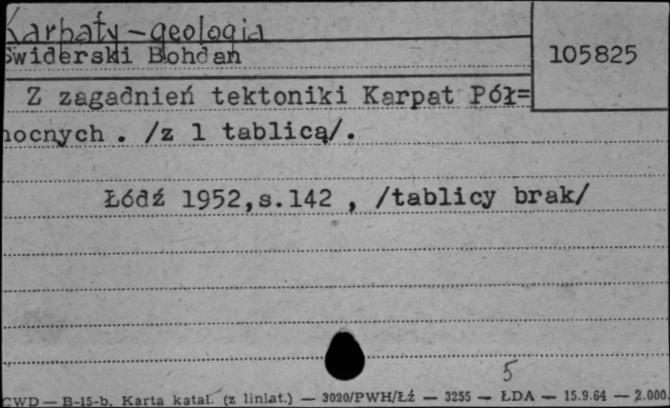 Karpaty - geologia
Świderski Bohdan
105825
Z zagadnień tektoniki Karpat Pół=
nocnych . /z 1 tablicą/.
Łódź 1952,s.142 , /tablicy brak/
5
CWD — B-15-b. Karta katal. (z liniat.) — 3020/PWH/Łź — 3255 — ŁDA — 15.9.64 — 2.000.